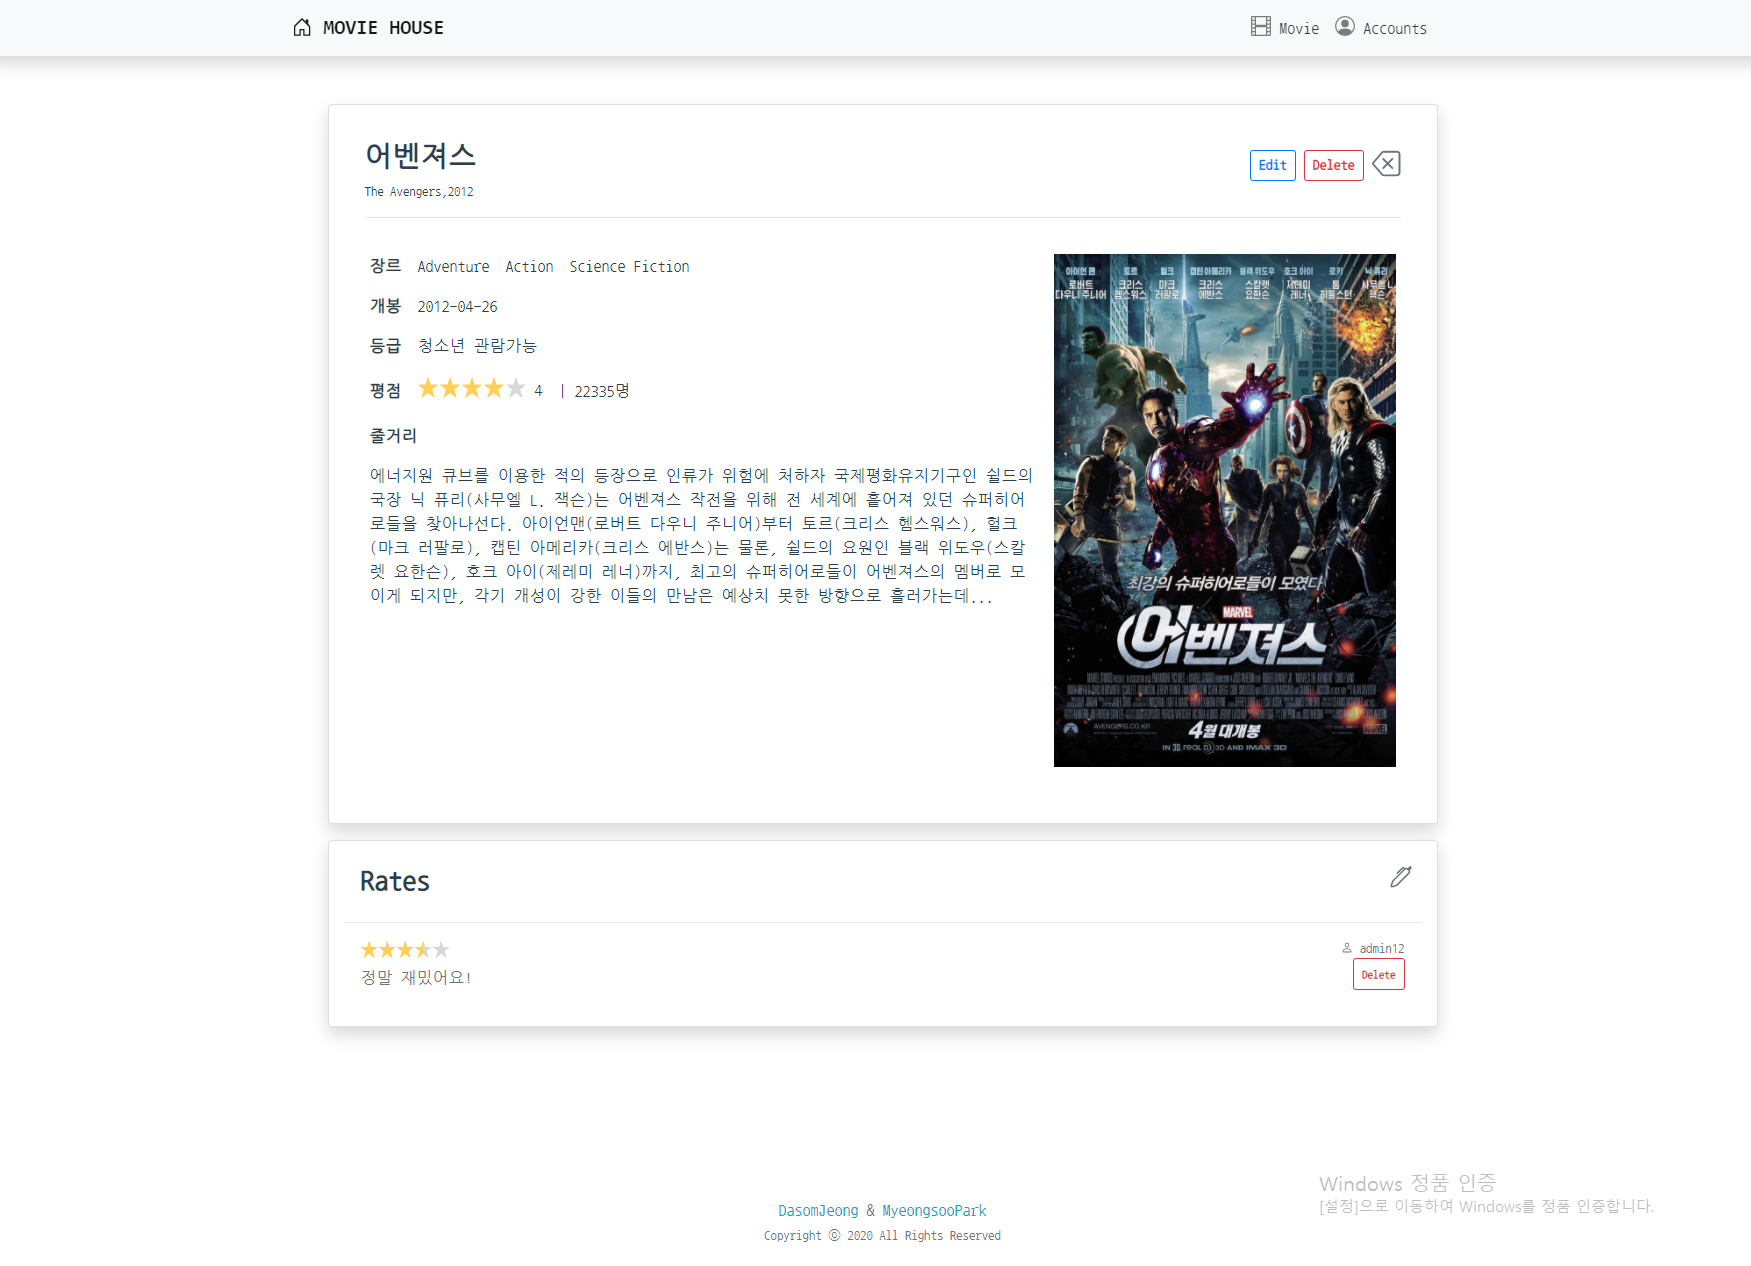 MOVIE HOUSE
Movie
Accounts
어벤져스
Edit
Delete
The Avengers,2012
장르 Adventure Action Science Fiction
개봉 2012-04-26
등급 청소년 관람가능
평점 4 | 22335명
줄거리
에너지원 큐브를 이용한 적의 등장으로 인류가 위험에 처하자 국제평화유지기구인 쉴드의
국장 닉 퓨리(사무엘 L. 잭슨)는 어벤져스 작전을 위해 전 세계에 흩어져 있던 슈퍼히어
로들을 찾아나선다. 아이언맨(로버트 다우니 주니어)부터 토르(크리스 헴스워스), 헐크
(마크 러팔로), 캡틴 아메리카(크리스 에반스)는 물론, 쉴드의 요원인 블랙 위도우(스칼
렛 요한슨), 호크 아이(제레미 레너)까지, 최고의 슈퍼히어로들이 어벤져스의 멤버로 모
이게 되지만, 각기 개성이 강한 이들의 만남은 예상치 못한 방향으로 흘러가는데...
아이언 맨 토르 헐크 캡틴 아메리카 블랙 위도우 호크 아이 로키 닉 퓨리
로버트 크리스 마크 크리스 스칼렛 제레미 톰 사무엘 L
다우니 주니어 헴스워스 러팔로 에반스 요한슨 레너 히들스턴 잭슨
최강의 슈퍼히어로들이 모였다
MARVEL
어벤져스
AVENGERS.CO.KR
4월 대개봉
MARVEL
IN 3D, REAL D 3D AND IMAX 3D
Rates
admin12
정말 재밌어요!
Delete
Windows 정품 인증
[설정]으로 이동하여 Windows를 정품 인증합니다.
DasomJeong & MyeongsooPark
Copyright ⓒ 2020 All Rights Reserved